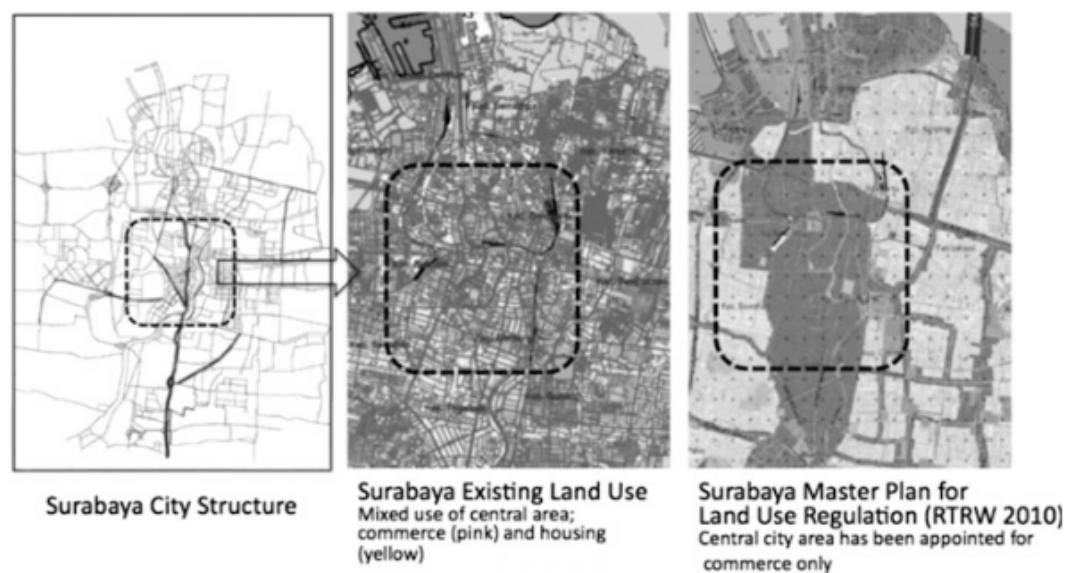 Surabaya City Structure
Surabaya Existing Land Use
Mixed use of central area;
commerce (pink) and housing
(yellow)
Surabaya Master Plan for
Land Use Regulation (RTRW 2010)
Central city area has been appointed for
commerce only